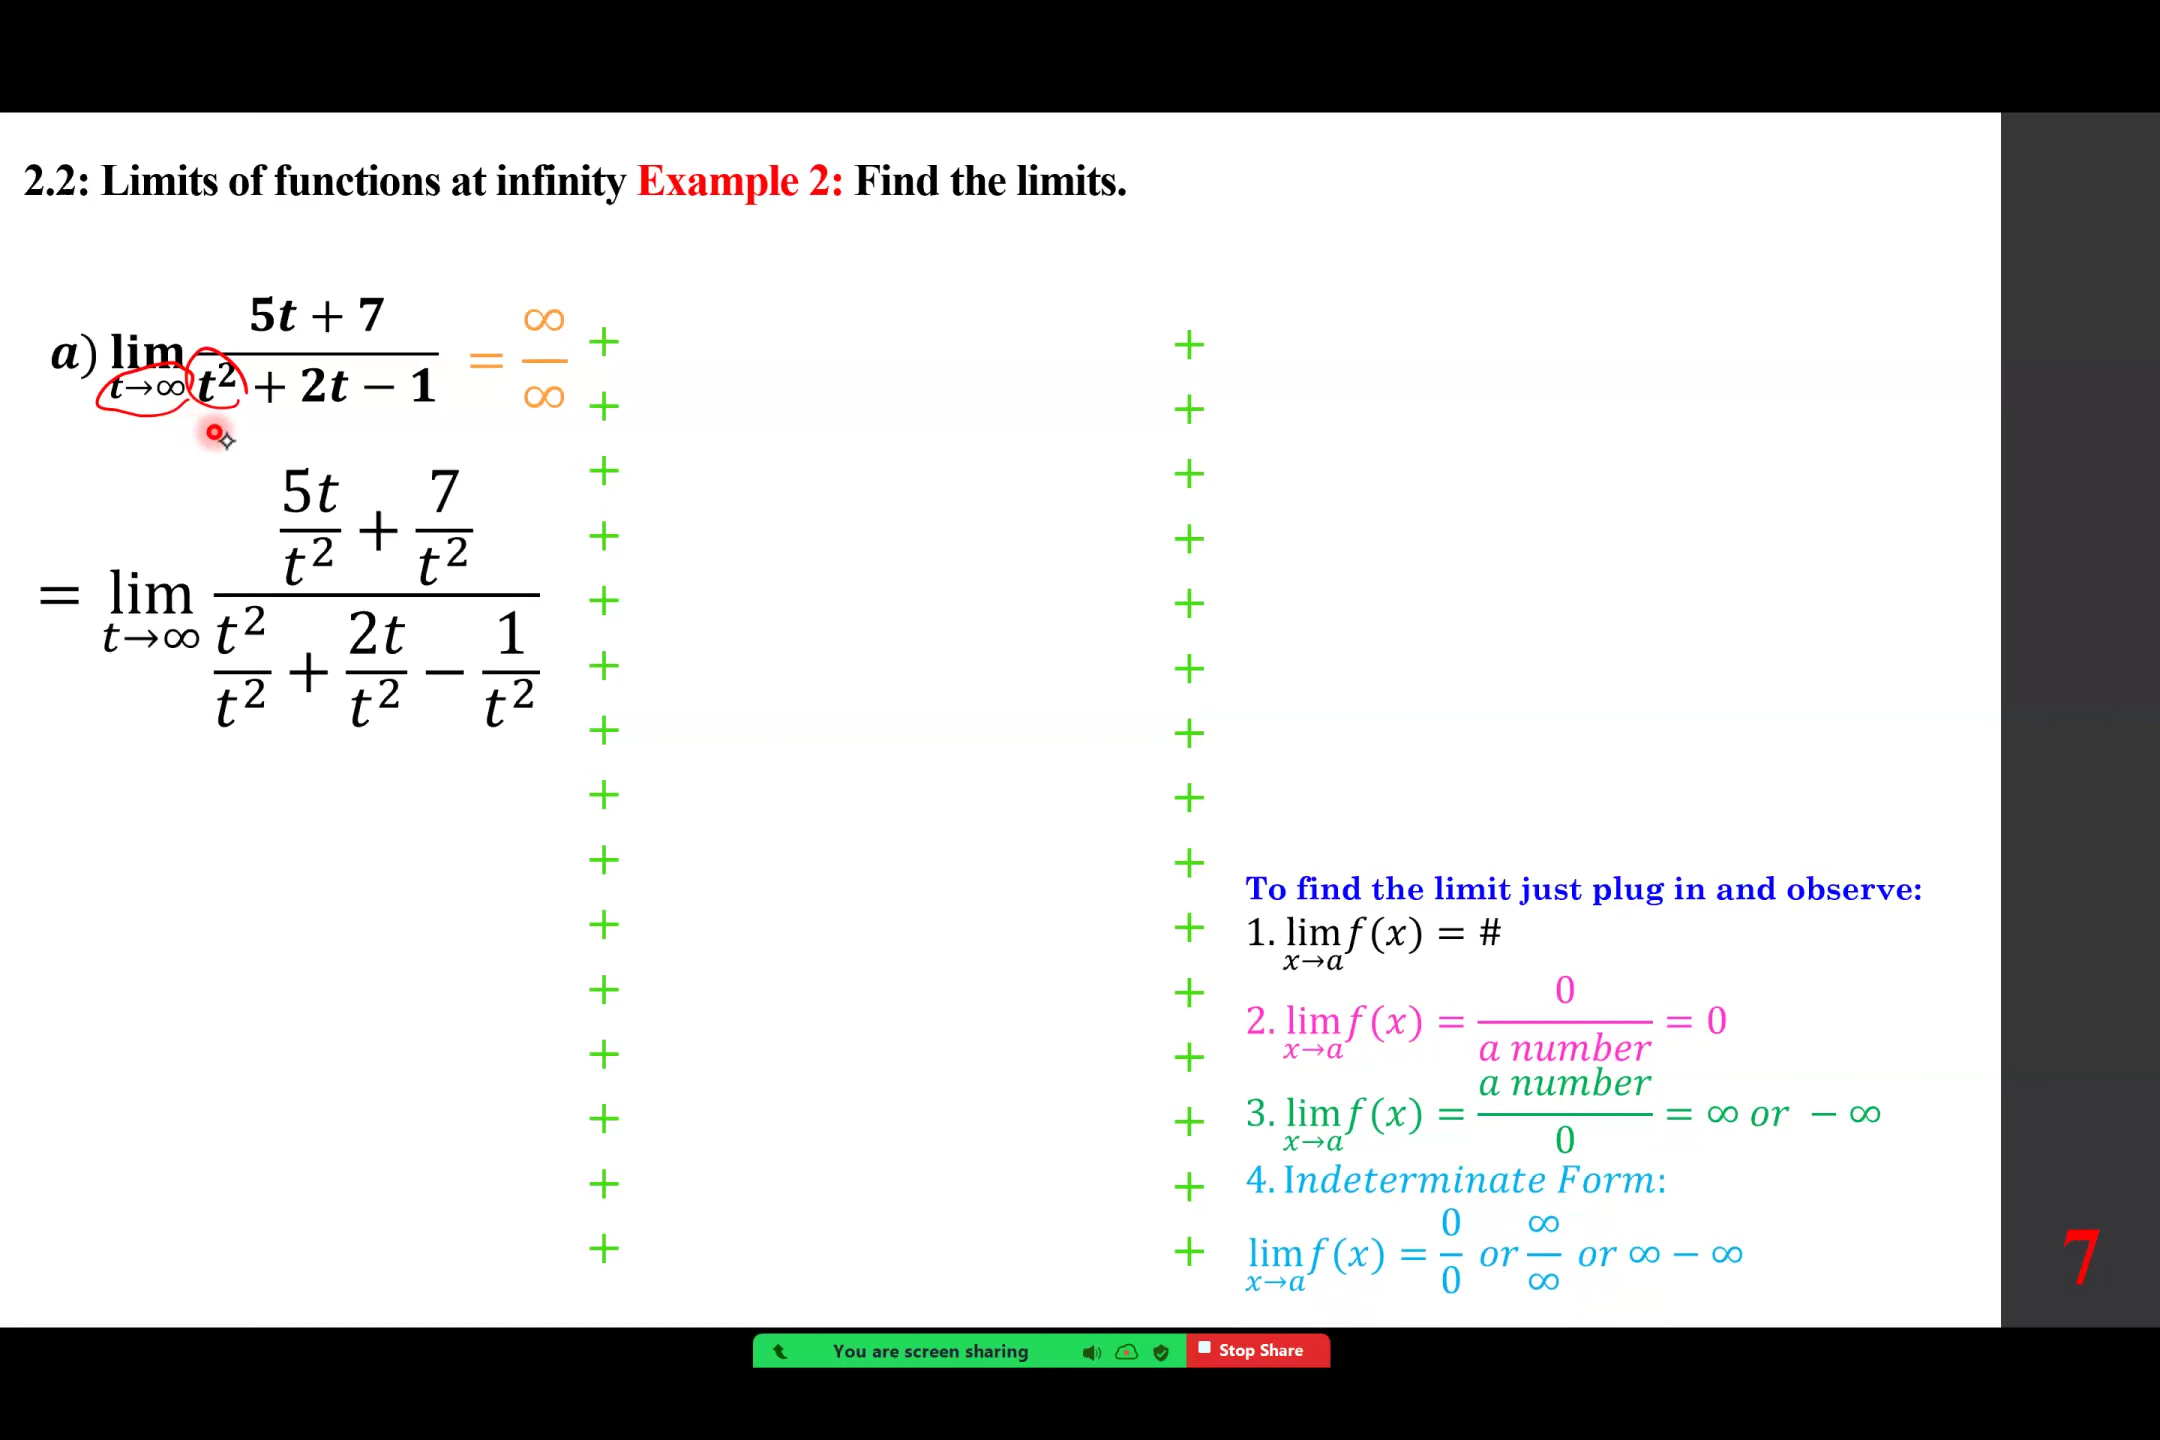 2.2: Limits of functions at infinity Example 2: Find the limits.
a) lim t→∞ (5t + 7)/(t² + 2t − 1) = ∞/∞
= lim t→∞ (5t/t² + 7/t²)/(t²/t² + 2t/t² − 1/t²)
To find the limit just plug in and observe:
1. lim x→a f(x) = #
2. lim x→a f(x) = 0/a number = 0
3. lim x→a f(x) = a number/0 = ∞ or − ∞
4. Indeterminate Form:
lim x→a f(x) = 0/0 or ∞/∞ or ∞ − ∞
7
You are screen sharing Stop Share